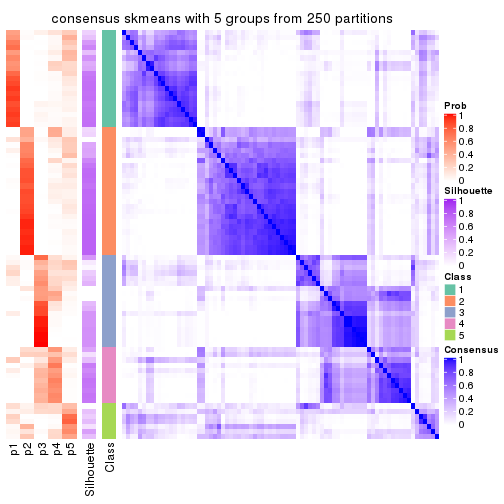 consensus skmeans with 5 groups from 250 partitions
Prob
1
0.8
0.6
0.4
0.2
0
Silhouette
1
0.8
0.6
0.4
0.2
0
Class
1
2
3
4
5
Consensus
1
0.8
0.6
0.4
0.2
0
p1
p2
p3
p4
p5
Silhouette
Class